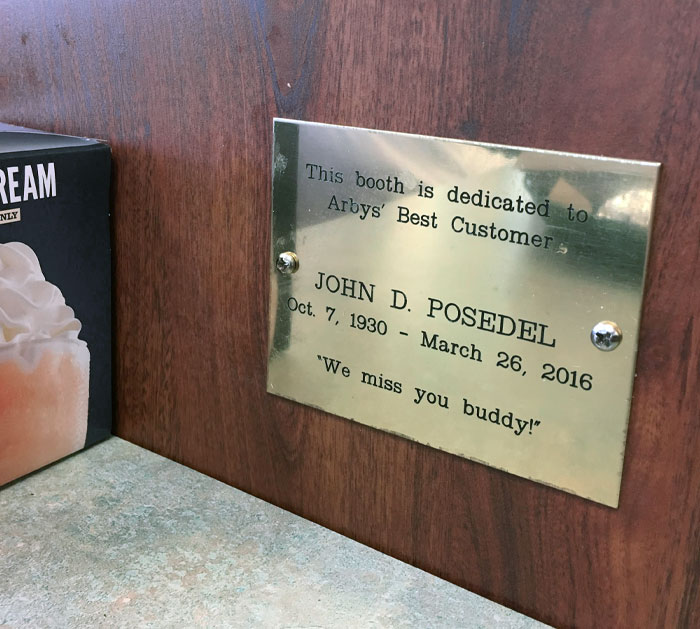 REAM
NLY
This booth is dedicated to
Arbys' Best Customer
JOHN D. POSEDEL
Oct. 7, 1930 - March 26, 2016
"We miss you buddy!"